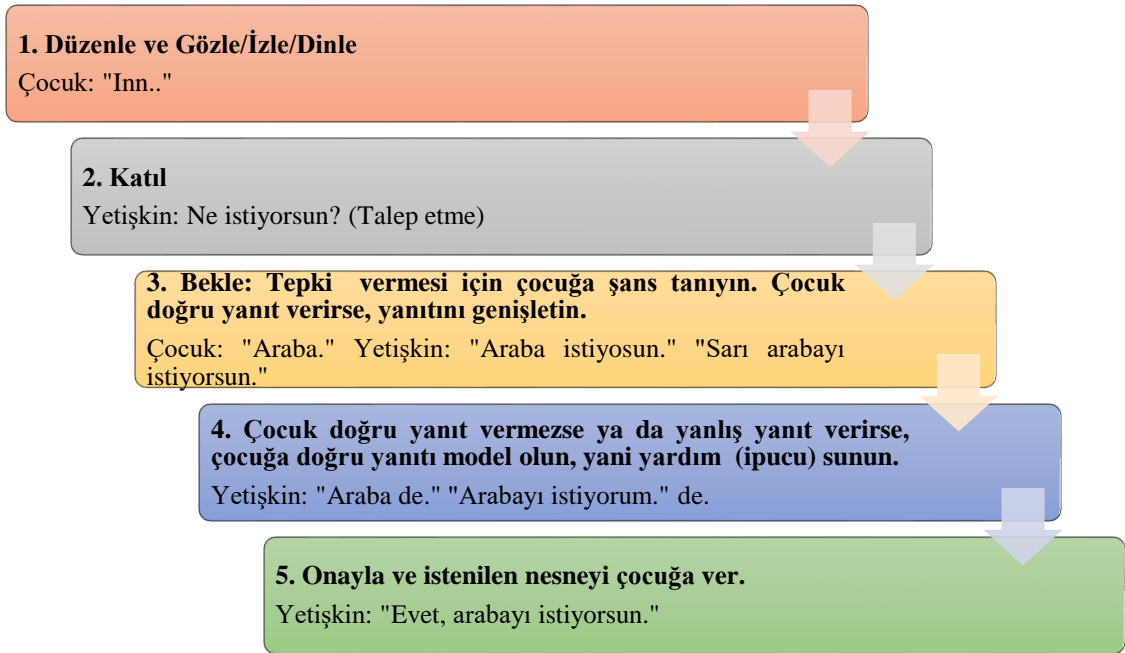 1. Düzenle ve Gözle/İzle/Dinle
Çocuk: "Inn.."
2. Katıl
Yetişkin: Ne istiyorsun? (Talep etme)
3. Bekle: Tepki vermesi için çocuğa şans tanıyın. Çocuk
doğru yanıt verirse, yanıtını genişletin.
Çocuk: "Araba." Yetişkin: "Araba istiyosun." "Sarı arabayı
istiyorsun."
4. Çocuk doğru yanıt vermezse ya da yanlış yanıt verirse,
çocuğa doğru yanıtı model olun, yani yardım (ipucu) sunun.
Yetişkin: "Araba de." "Arabayı istiyorum." de.
5. Onayla ve istenilen nesneyi çocuğa ver.
Yetişkin: "Evet, arabayı istiyorsun."